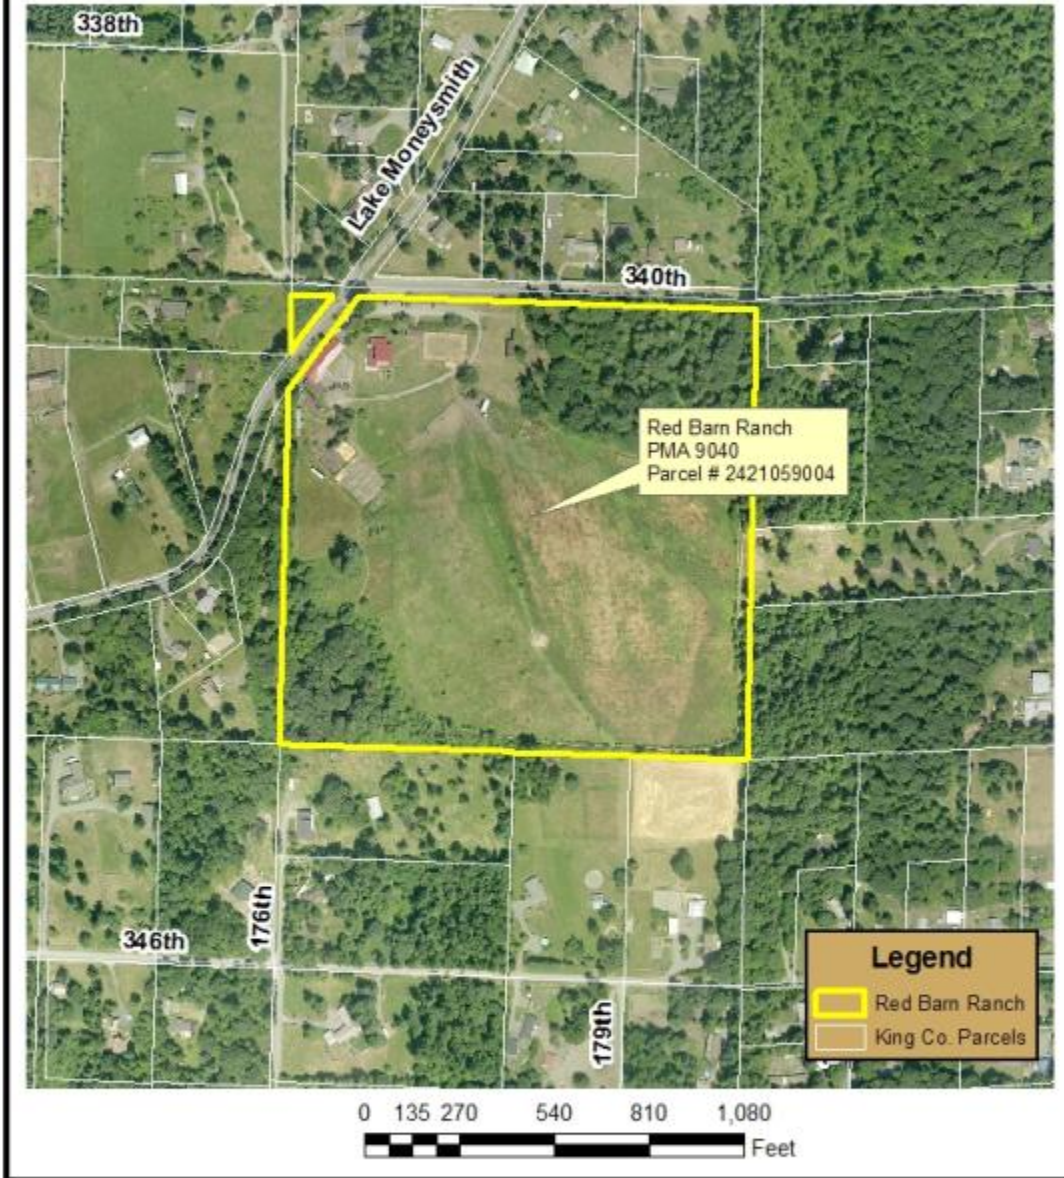 338th
Lake Moneysmith
340th
Red Barn Ranch
PMA 9040
Parcel # 2421059004
346th
176th
179th
Legend
Red Barn Ranch
King Co. Parcels
0 135 270 540 810 1,080
Feet